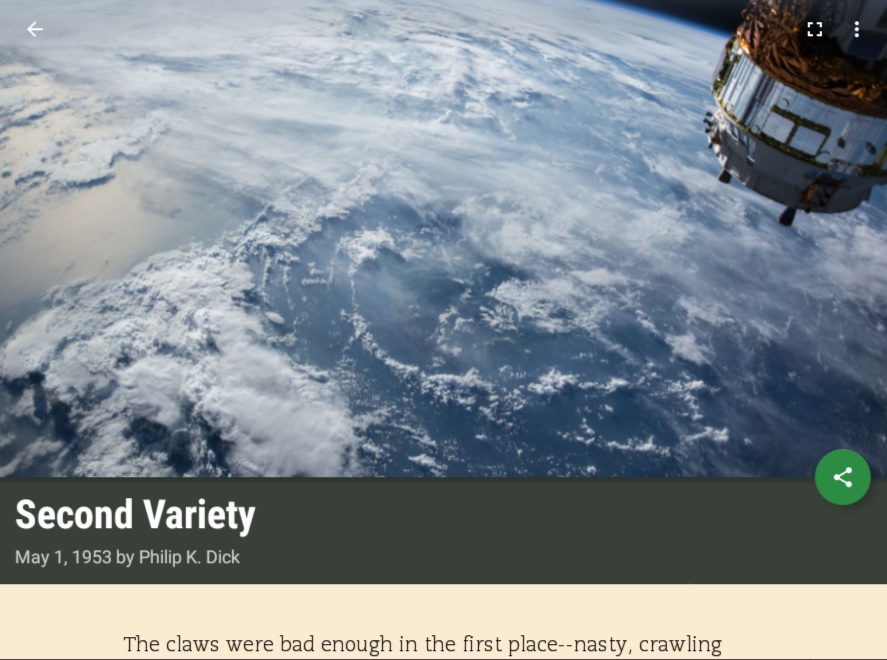 Second Variety
May 1, 1953 by Philip K. Dick
The claws were bad enough in the first place--nasty, crawling